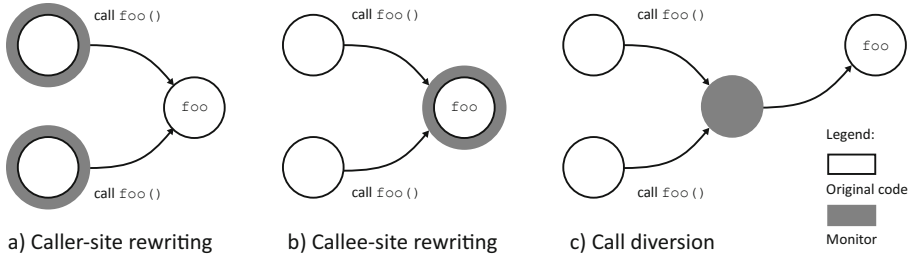 call foo()
call foo()
call foo()
foo
foo
foo
Legend:
Original code
call foo()
call foo()
call foo()
Monitor
a) Caller-site rewriting
b) Callee-site rewriting
c) Call diversion